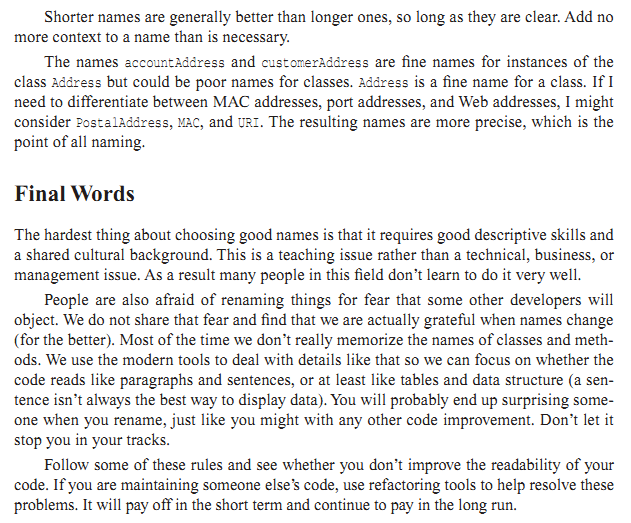 Shorter names are generally better than longer ones, so long as they are clear. Add no
more context to a name than is necessary.
The names accountAddress and customerAddress are fine names for instances of the
class Address but could be poor names for classes. Address is a fine name for a class. If I
need to differentiate between MAC addresses, port addresses, and Web addresses, I might
consider PostalAddress, MAC, and URI. The resulting names are more precise, which is the
point of all naming.
Final Words
The hardest thing about choosing good names is that it requires good descriptive skills and
a shared cultural background. This is a teaching issue rather than a technical, business, or
management issue. As a result many people in this field don't learn to do it very well.
People are also afraid of renaming things for fear that some other developers will
object. We do not share that fear and find that we are actually grateful when names change
(for the better). Most of the time we don't really memorize the names of classes and meth-
ods. We use the modern tools to deal with details like that so we can focus on whether the
code reads like paragraphs and sentences, or at least like tables and data structure (a sen-
tence isn't always the best way to display data). You will probably end up surprising some-
one when you rename, just like you might with any other code improvement. Don't let it
stop you in your tracks.
Follow some of these rules and see whether you don't improve the readability of your
code. If you are maintaining someone else's code, use refactoring tools to help resolve these
problems. It will pay off in the short term and continue to pay in the long run.